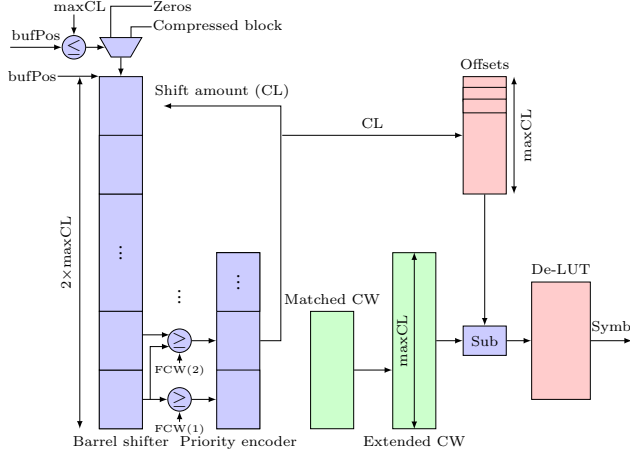 maxCL
Zeros
Compressed block
bufPos
≤
bufPos
Offsets
Shift amount (CL)
CL
maxCL
2×maxCL
⋮
⋮
⋮
De-LUT
Matched CW
maxCL
Symb
≥
Sub
FCW(2)
≥
FCW(1)
Barrel shifter
Priority encoder
Extended CW